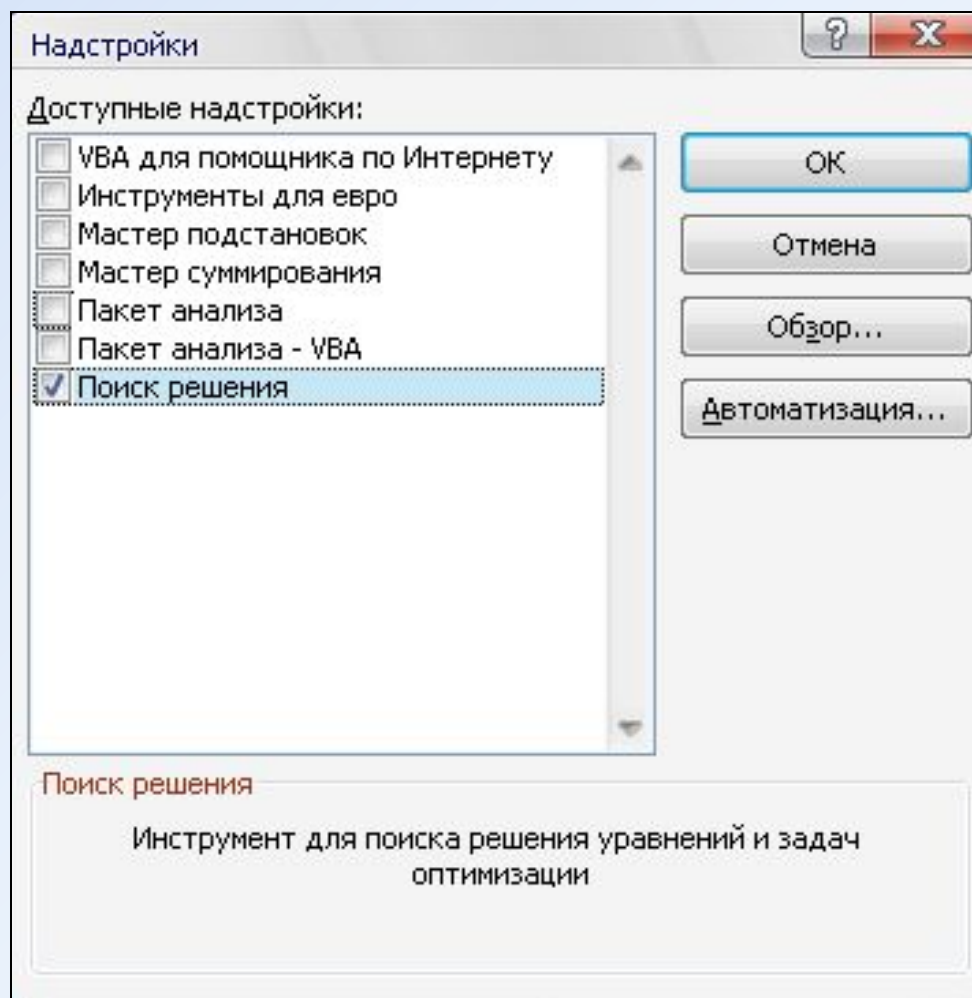 Надстройки
Доступные надстройки:
VBA для помощника по Интернету
Инструменты для евро
Мастер подстановок
Мастер суммирования
Пакет анализа
Пакет анализа - VBA
Поиск решения
ОК
Отмена
Обзор...
Автоматизация...
Поиск решения
Инструмент для поиска решения уравнений и задач
оптимизации